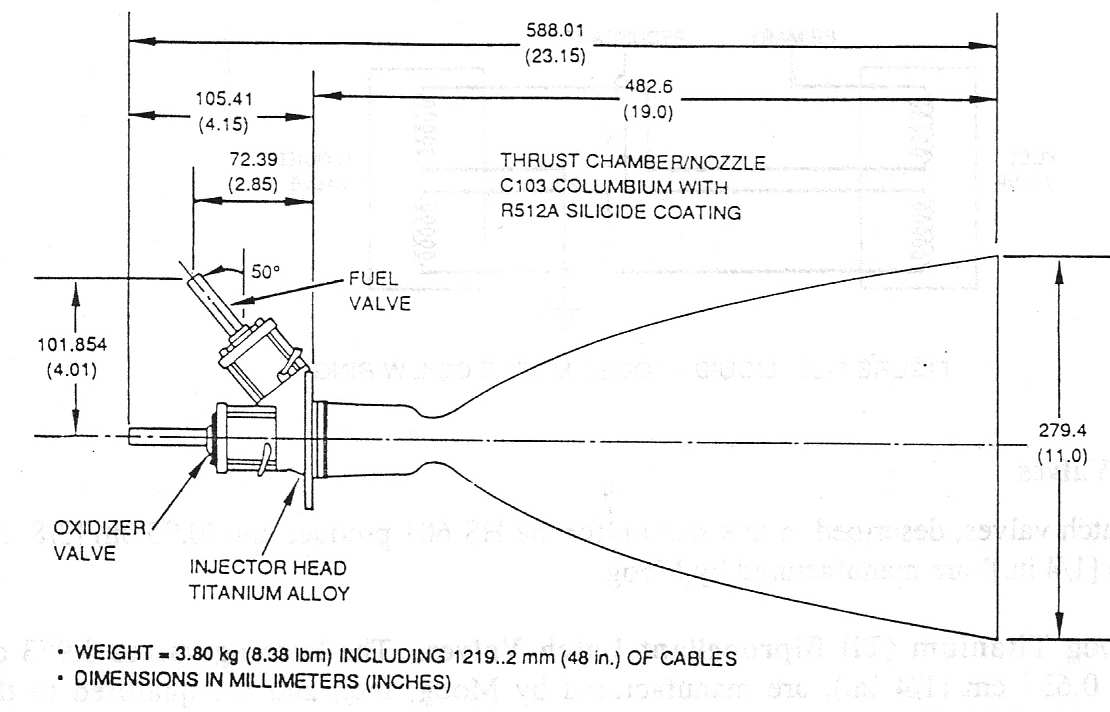 588.01
(23.15)
105.41
(4.15)
482.6
(19.0)
72.39
(2.85)
THRUST CHAMBER/NOZZLE
C103 COLUMBIUM WITH
R512A SILICIDE COATING
50°
FUEL
VALVE
101.854
(4.01)
279.4
(11.0)
OXIDIZER
VALVE
INJECTOR HEAD
TITANIUM ALLOY
• WEIGHT = 3.80 kg (8.38 lbm) INCLUDING 1219..2 mm (48 in.) OF CABLES
• DIMENSIONS IN MILLIMETERS (INCHES)